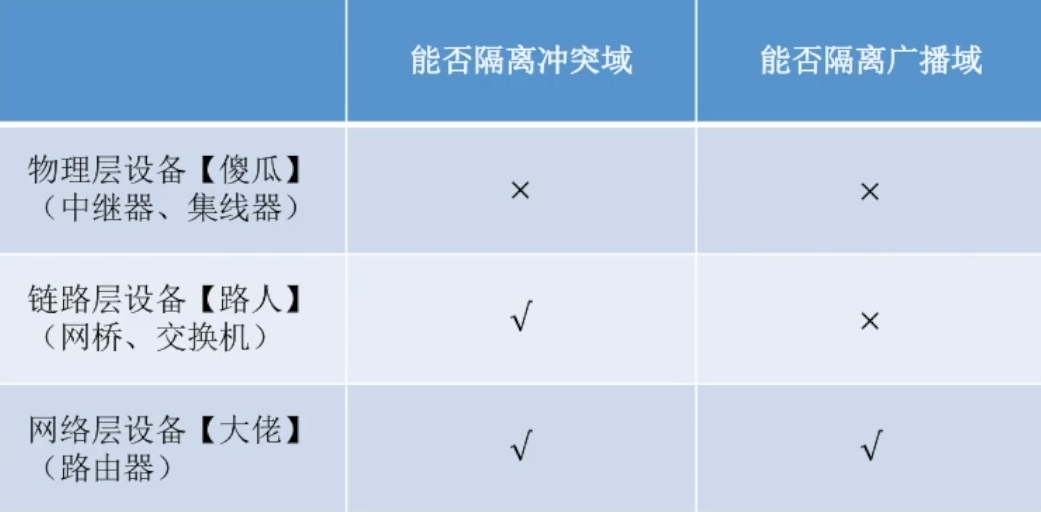 能否隔离冲突域
能否隔离广播域
物理层设备【傻瓜】
（中继器、集线器）
×
×
链路层设备【路人】
（网桥、交换机）
√
×
网络层设备【大佬】
（路由器）
√
√